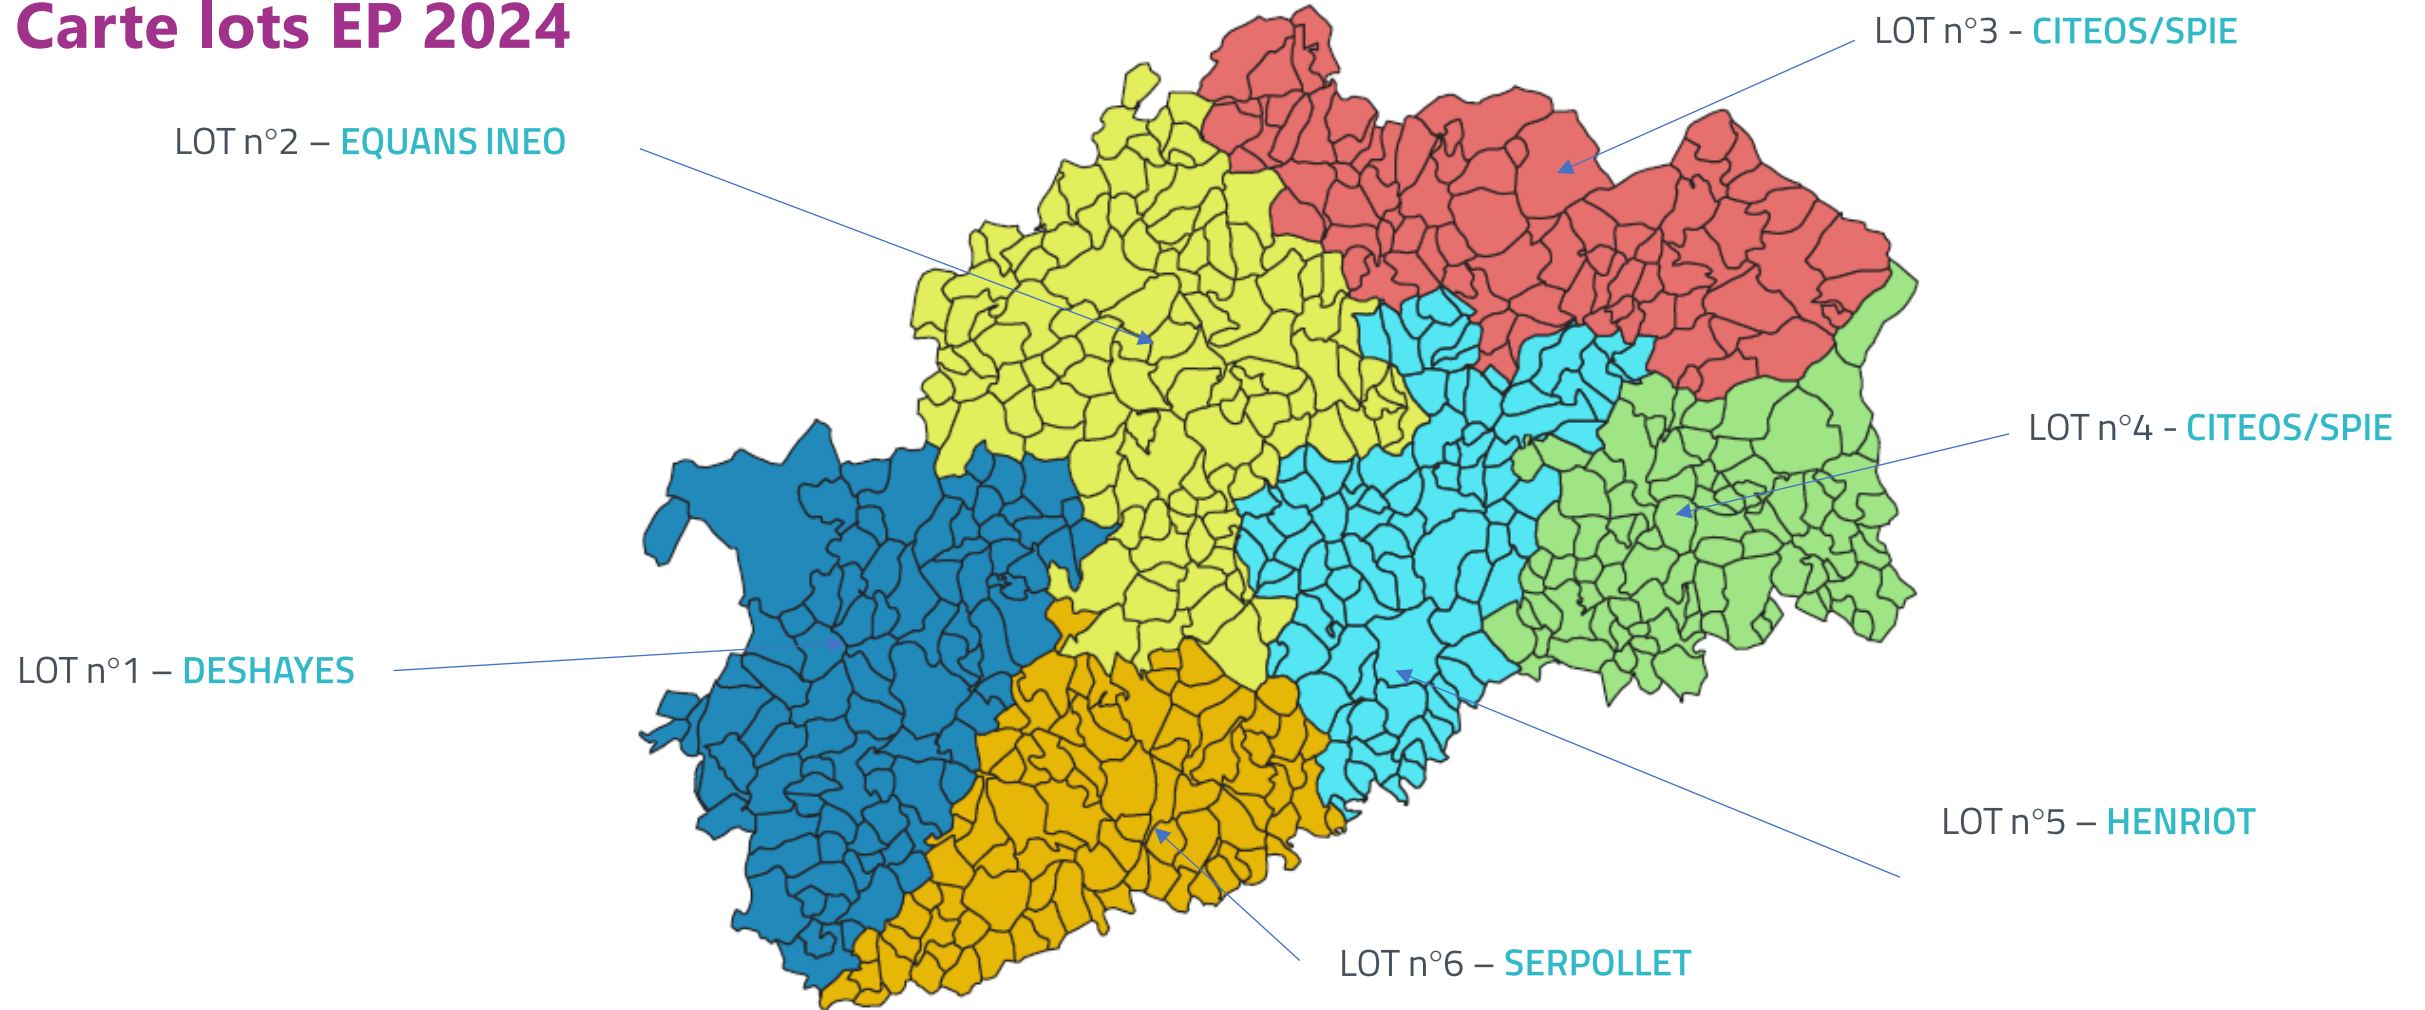 Carte lots EP 2024
LOT n°3 - CITEOS/SPIE
LOT n°2 – EQUANS INEO
LOT n°4 - CITEOS/SPIE
LOT n°1 – DESHAYES
LOT n°5 – HENRIOT
LOT n°6 – SERPOLLET